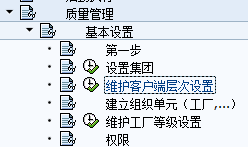 质量管理
基本设置
第一步
设置集团
维护客户端层次设置
建立组织单元（工厂,...）
维护工厂等级设置
权限